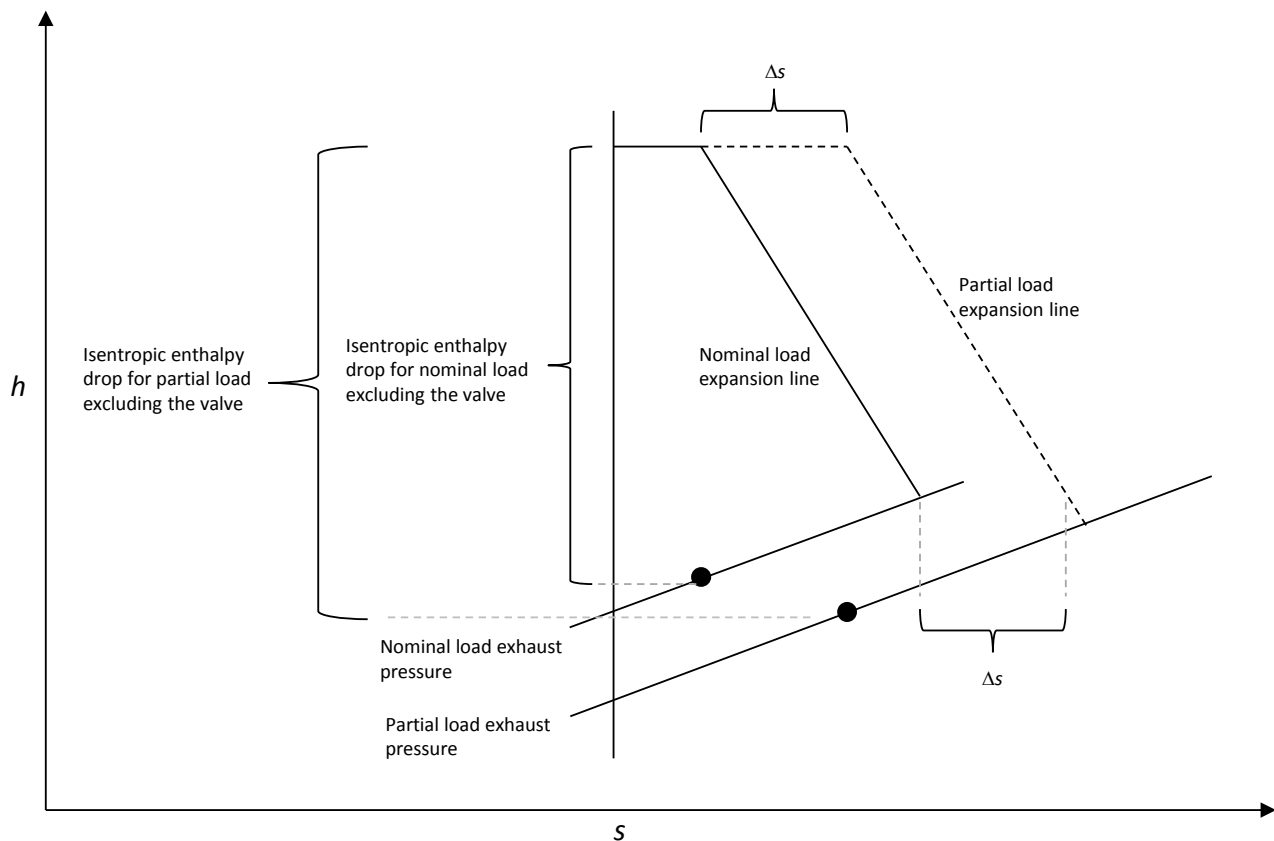 Δs
Partial load
expansion line
Isentropic enthalpy
drop for partial load
excluding the valve
Isentropic enthalpy
drop for nominal load
excluding the valve
Nominal load
expansion line
h
Nominal load exhaust
pressure
Δs
Partial load exhaust
pressure
s